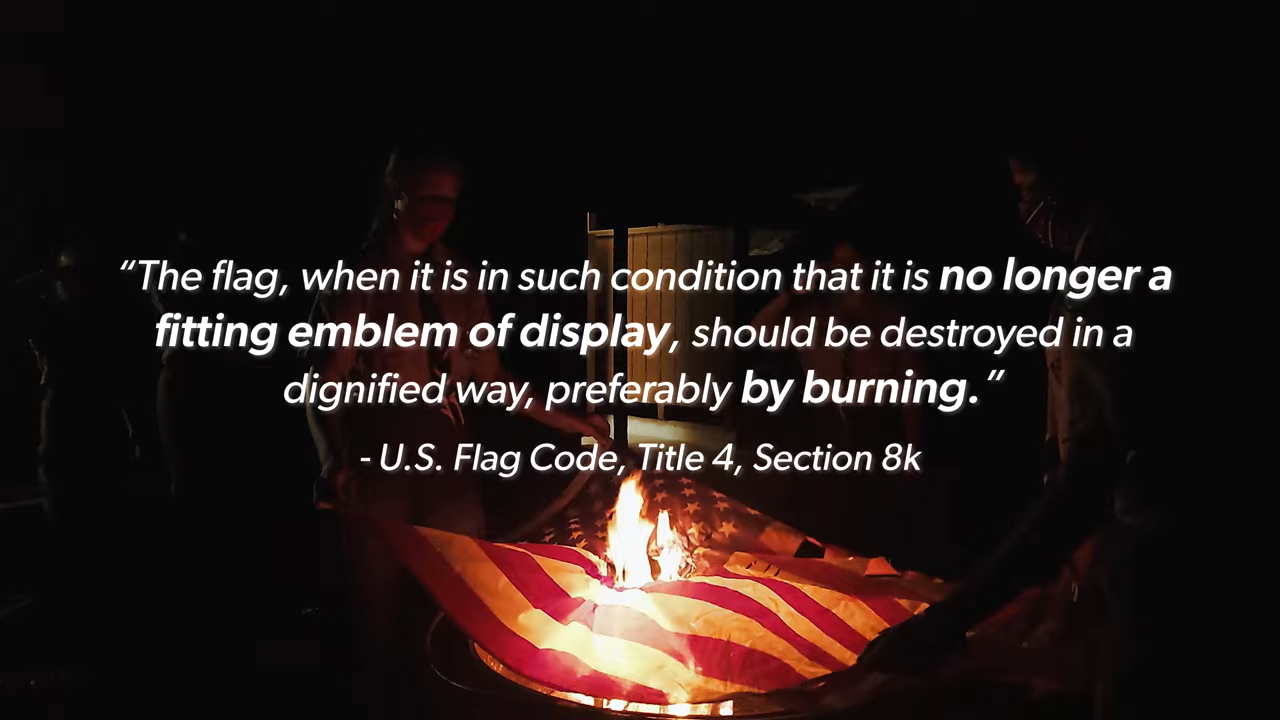 “The flag, when it is in such condition that it is no longer a
fitting emblem of display, should be destroyed in a
dignified way, preferably by burning.”
- U.S. Flag Code, Title 4, Section 8k